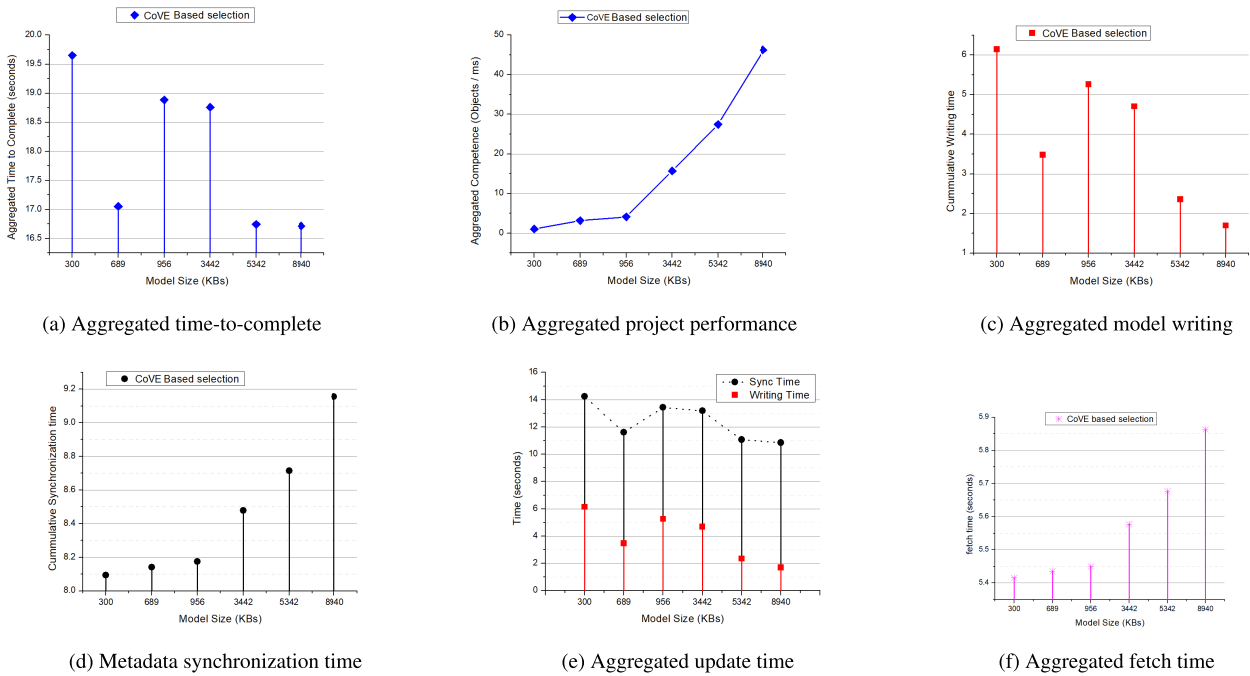 CoVE Based selection
Aggregated Time to Complete (seconds)
20.0
19.5
19.0
18.5
18.0
17.5
17.0
16.5
300 689 956 3442 5342 8940
Model Size (KBs)
(a) Aggregated time-to-complete
CoVE Based selection
Aggregated Competence (Objects / ms)
50
40
30
20
10
0
300 689 956 3442 5342 8940
Model Size (KBs)
(b) Aggregated project performance
CoVE Based selection
Cummulative Writing time
6
5
4
3
2
1
300 689 956 3442 5342 8940
Model Size (KBs)
(c) Aggregated model writing
CoVE Based selection
Cummulative Synchronization time
9.2
9.0
8.8
8.6
8.4
8.2
8.0
300 689 956 3442 5342 8940
Model Size (KBs)
(d) Metadata synchronization time
Sync Time
Writing Time
Time (seconds)
16
14
12
10
8
6
4
2
0
300 689 956 3442 5342 8940
Model Size (KBs)
(e) Aggregated update time
CoVE based selection
fetch time (seconds)
5.9
5.8
5.7
5.6
5.5
5.4
300 689 956 3442 5342 8940
Model Size (KBs)
(f) Aggregated fetch time